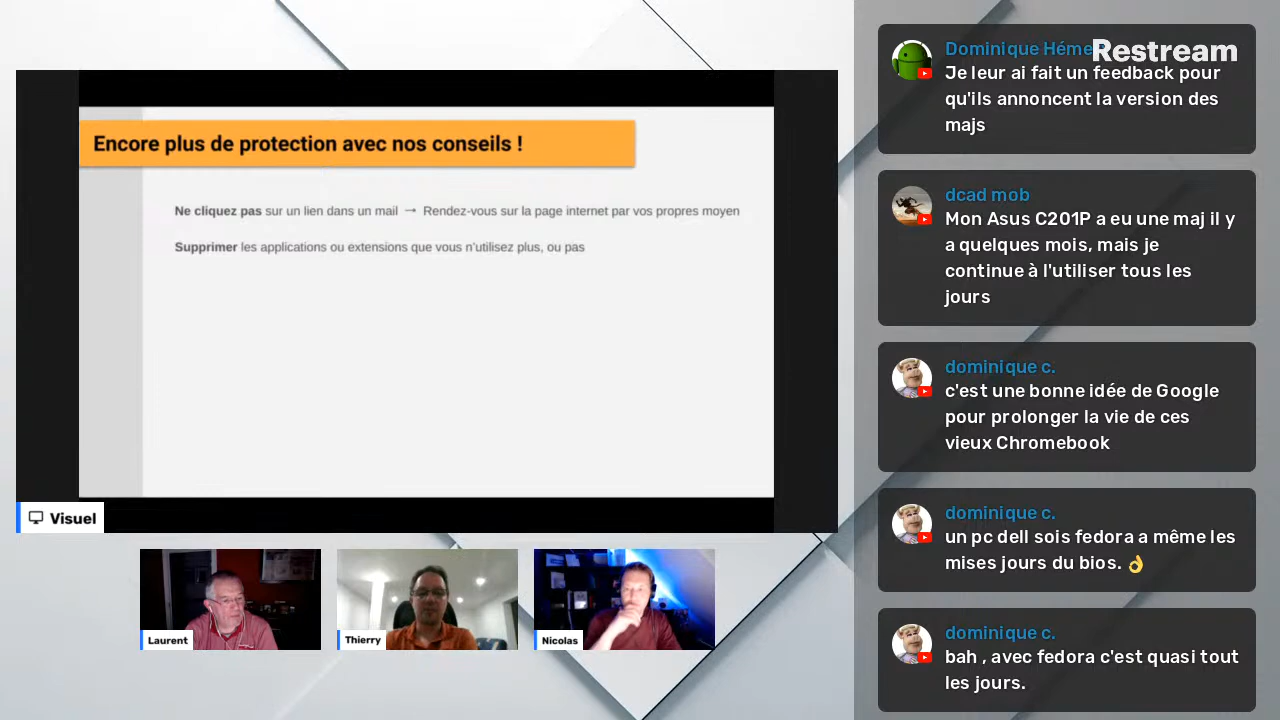 Encore plus de protection avec nos conseils !
Ne cliquez pas sur un lien dans un mail → Rendez-vous sur la page internet par vos propres moyen
Supprimer les applications ou extensions que vous n'utilisez plus, ou pas
Visuel
Laurent
Thierry
Nicolas
Restream
Dominique Héme
Je leur ai fait un feedback pour
qu'ils annoncent la version des
majs
dcad mob
Mon Asus C201P a eu une maj il y
a quelques mois, mais je
continue à l'utiliser tous les
jours
dominique c.
c'est une bonne idée de Google
pour prolonger la vie de ces
vieux Chromebook
dominique c.
un pc dell sois fedora a même les
mises jours du bios. 👌
dominique c.
bah , avec fedora c'est quasi tout
les jours.